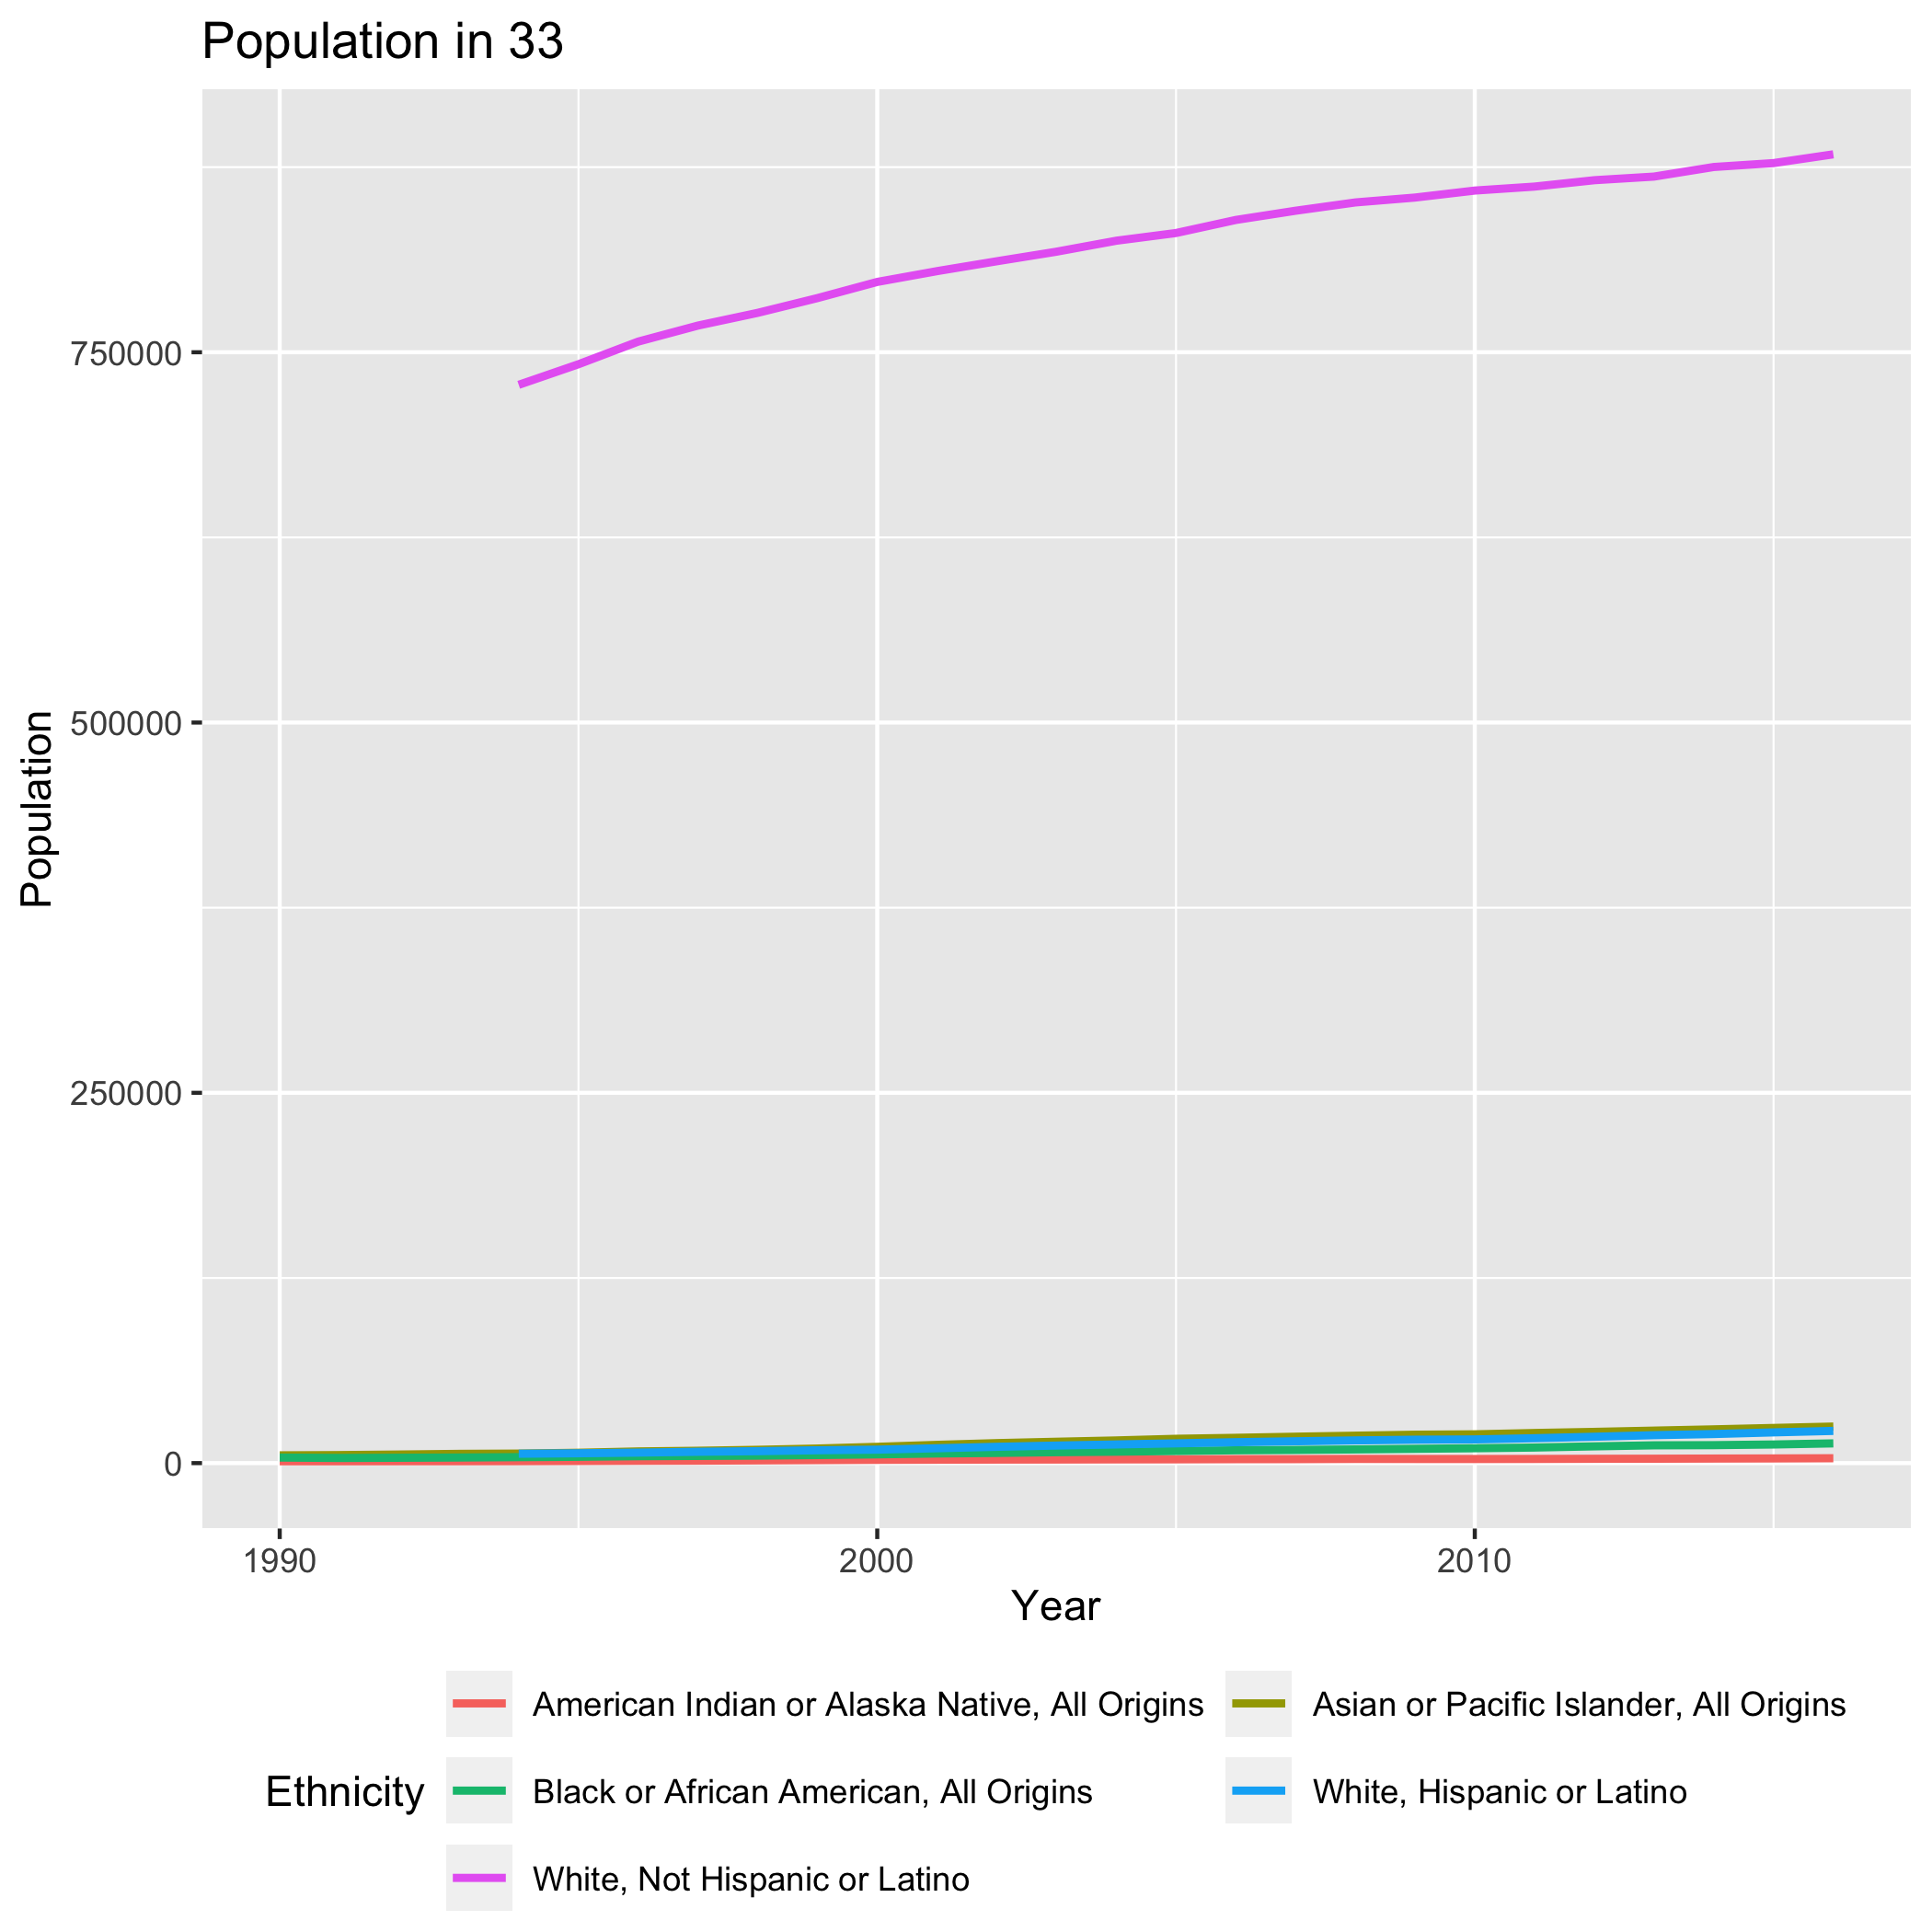 Population in 33
Population
750000
500000
250000
0
1990 2000 2010
Year
Ethnicity
American Indian or Alaska Native, All Origins
Asian or Pacific Islander, All Origins
Black or African American, All Origins
White, Hispanic or Latino
White, Not Hispanic or Latino